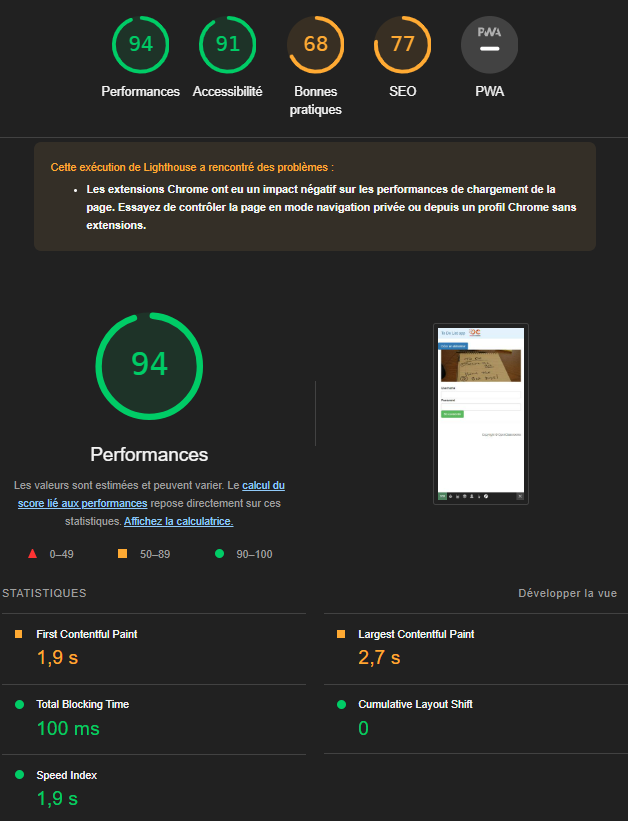 94
91
68
77
PWA
Performances
Accessibilité
Bonnes
pratiques
SEO
PWA
Cette exécution de Lighthouse a rencontré des problèmes :
• Les extensions Chrome ont eu un impact négatif sur les performances de chargement de la
page. Essayez de contrôler la page en mode navigation privée ou depuis un profil Chrome sans
extensions.
94
Performances
Les valeurs sont estimées et peuvent varier. Le calcul du
score lié aux performances repose directement sur ces
statistiques. Affichez la calculatrice.
0–49
50–89
90–100
Username
Password
STATISTIQUES
Développer la vue
First Contentful Paint
1,9 s
Largest Contentful Paint
2,7 s
Total Blocking Time
100 ms
Cumulative Layout Shift
0
Speed Index
1,9 s